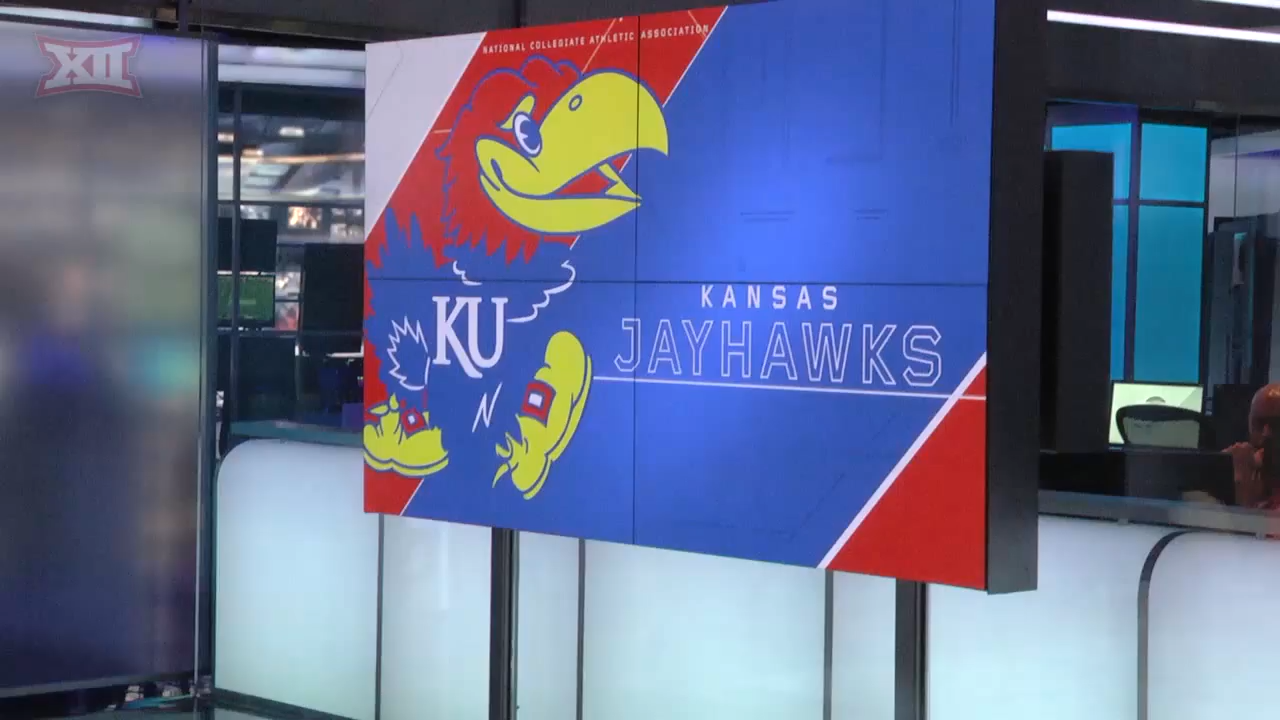 XII
NATIONAL COLLEGIATE ATHLETIC ASSOCIATION
KU
KANSAS
JAYHAWKS